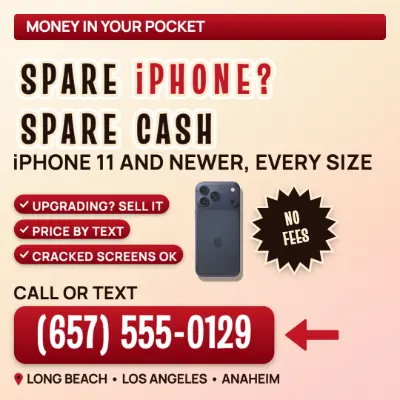 MONEY IN YOUR POCKET
SPARE iPHONE?
SPARE CASH
iPHONE 11 AND NEWER, EVERY SIZE
UPGRADING? SELL IT
PRICE BY TEXT
CRACKED SCREENS OK
NO
FEES
CALL OR TEXT
(657) 555-0129
LONG BEACH • LOS ANGELES • ANAHEIM